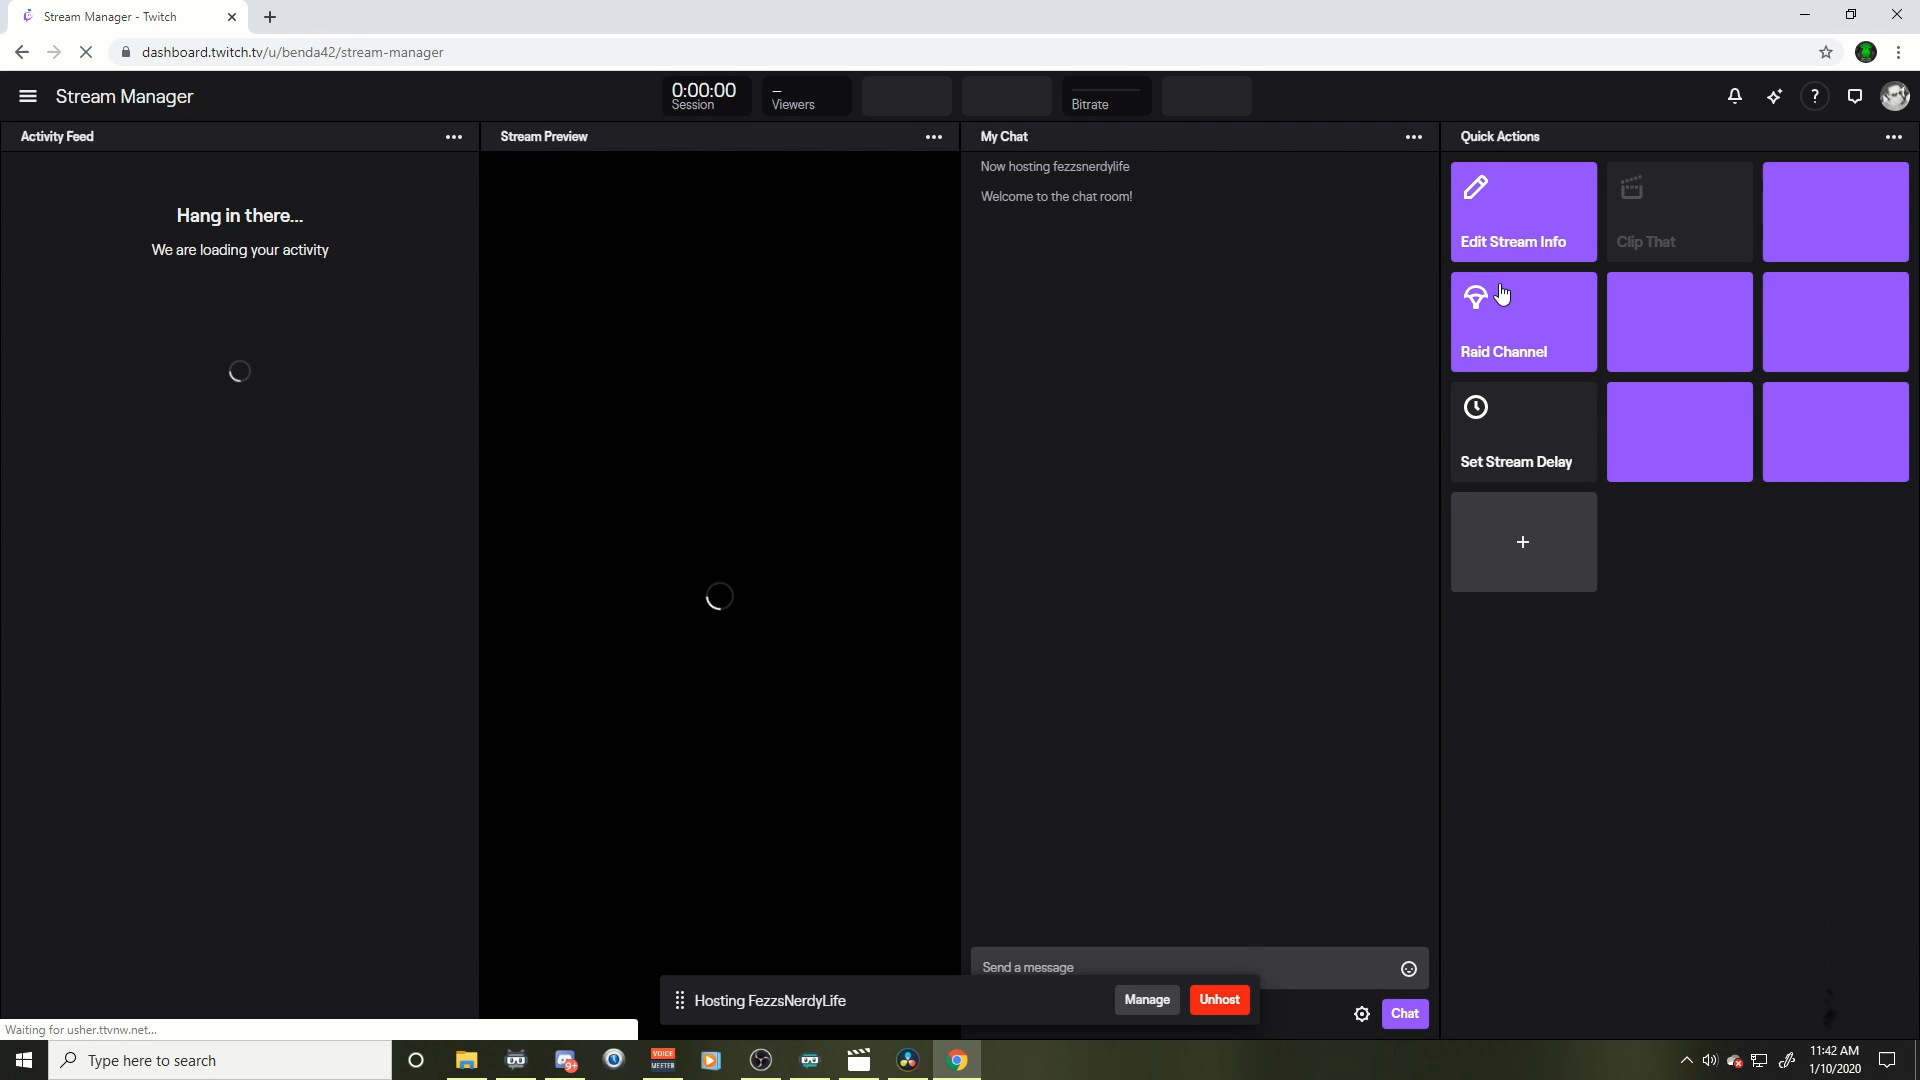 Stream Manager - Twitch
dashboard.twitch.tv/u/benda42/stream-manager
Stream Manager
0:00:00
Session
–
Viewers
Bitrate
?
Activity Feed
Stream Preview
My Chat
Quick Actions
Hang in there...
We are loading your activity
Now hosting fezzsnerdylife
Welcome to the chat room!
Edit Stream Info
Clip That
Raid Channel
Set Stream Delay
+
Send a message
Hosting FezzsNerdyLife
Manage
Unhost
Chat
Waiting for usher.ttvnw.net...
Type here to search
9+
VOICE
MEETER
11:42 AM
1/10/2020